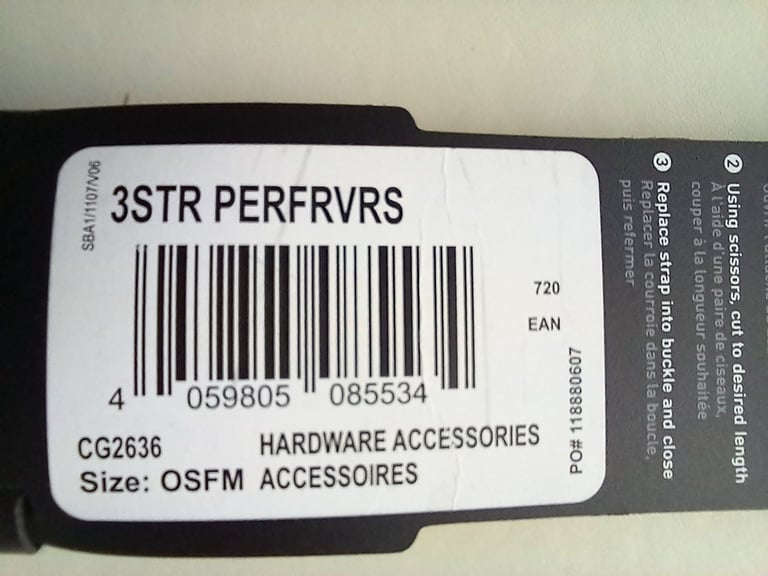 SBA1/1107/V06
3STR PERFRVRS
720
EAN
4 059805 085534
PO# 118880607
CG2636
HARDWARE ACCESSORIES
Size: OSFM
ACCESSOIRES
2 Using scissors, cut to desired length
À l'aide d'une paire de ciseaux,
couper à la longueur souhaitée
3 Replace strap into buckle and close
Replacer la courroie dans la boucle,
puis refermer